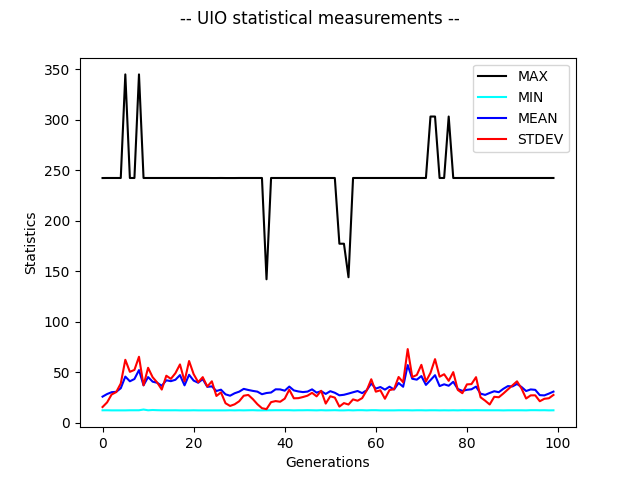 -- UIO statistical measurements --
MAX
MIN
MEAN
STDEV
Statistics
350
300
250
200
150
100
50
0
0 20 40 60 80 100
Generations